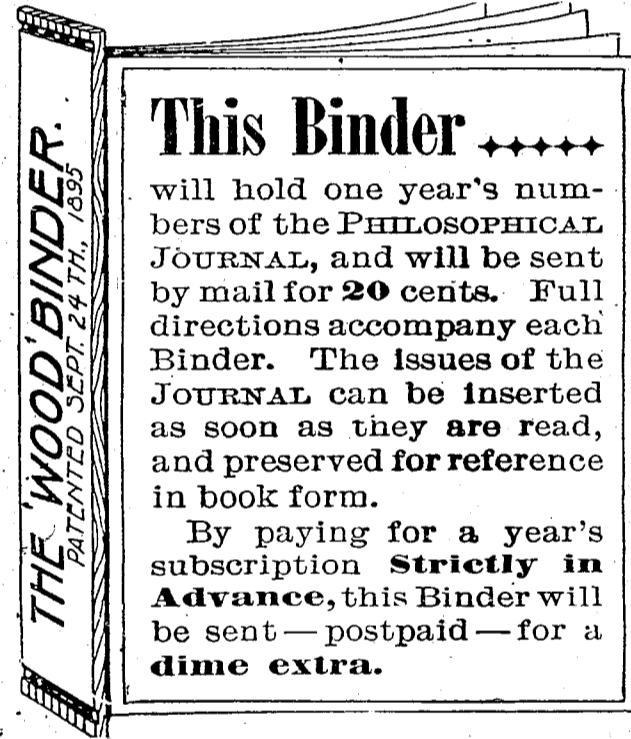 THE 'WOOD' BINDER.
PATENTED SEPT. 24 TH., 1895
This Binder
will hold one year's num-
bers of the PHILOSOPHICAL
JOURNAL, and will be sent
by mail for 20 cents. Full
directions accompany each
Binder. The issues of the
JOURNAL can be inserted
as soon as they are read,
and preserved for reference
in book form.
By paying for a year's
subscription Strictly in
Advance, this Binder will
be sent—postpaid—for a
dime extra.